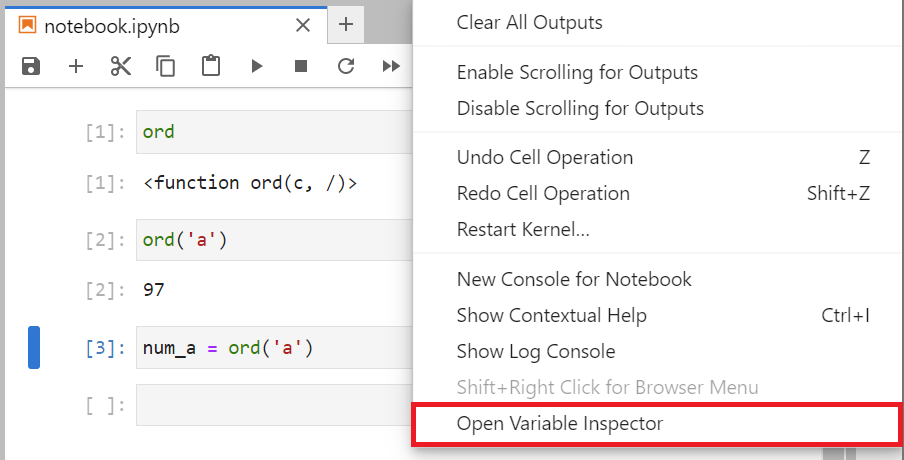 notebook.ipynb
[1]: ord
[1]: <function ord(c, /)>
[2]: ord('a')
[2]: 97
[3]: num_a = ord('a')
[ ]:
Clear All Outputs
Enable Scrolling for Outputs
Disable Scrolling for Outputs
Undo Cell Operation Z
Redo Cell Operation Shift+Z
Restart Kernel...
New Console for Notebook
Show Contextual Help Ctrl+I
Show Log Console
Shift+Right Click for Browser Menu
Open Variable Inspector